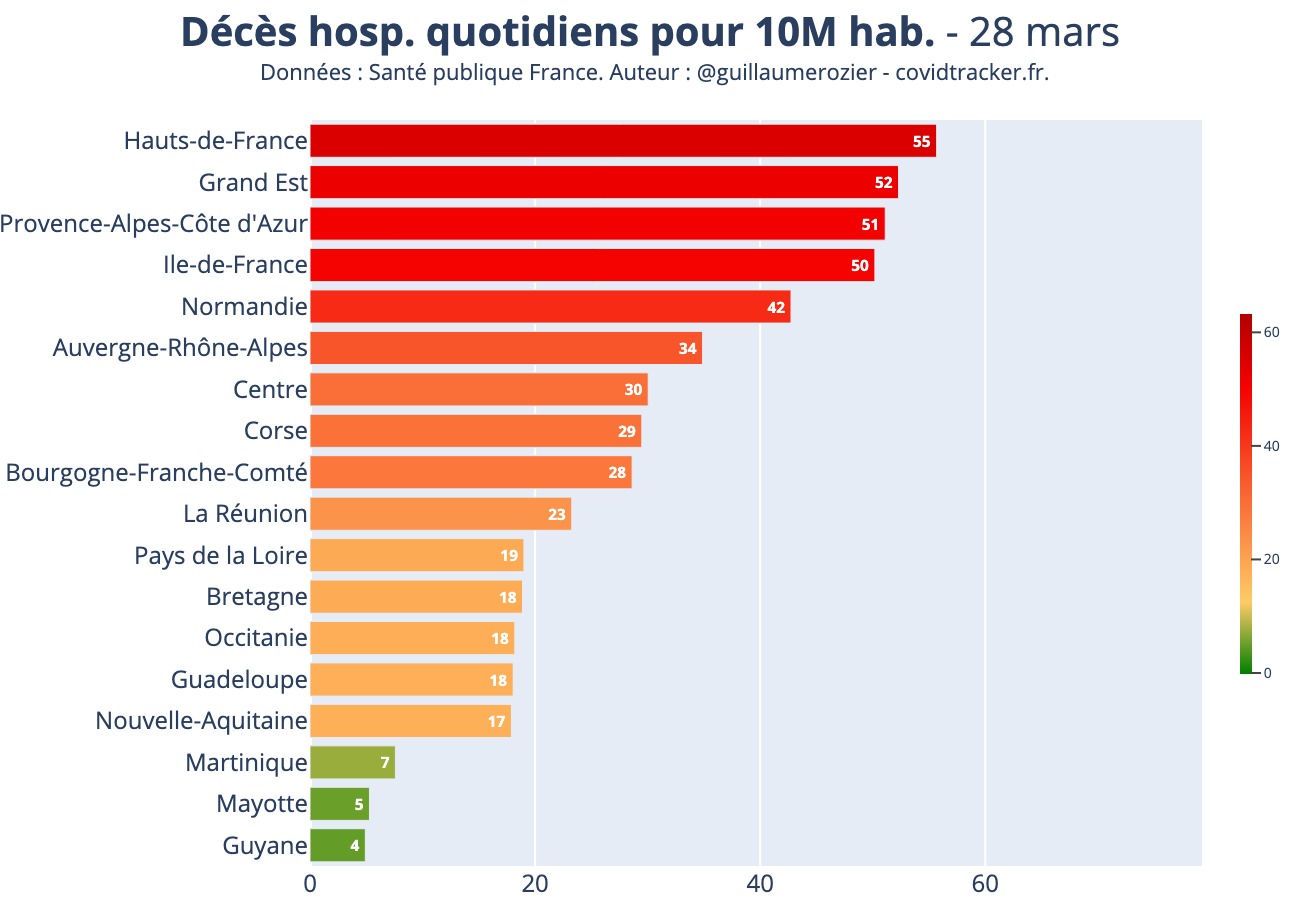 Décès hosp. quotidiens pour 10M hab. - 28 mars
Données : Santé publique France. Auteur : @guillaumerozier - covidtracker.fr.
Hauts-de-France 55
Grand Est 52
Provence-Alpes-Côte d'Azur 51
Ile-de-France 50
Normandie 42
Auvergne-Rhône-Alpes 34
Centre 30
Corse 29
Bourgogne-Franche-Comté 28
La Réunion 23
Pays de la Loire 19
Bretagne 18
Occitanie 18
Guadeloupe 18
Nouvelle-Aquitaine 17
Martinique 7
Mayotte 5
Guyane 4
0 20 40 60
60
40
20
0